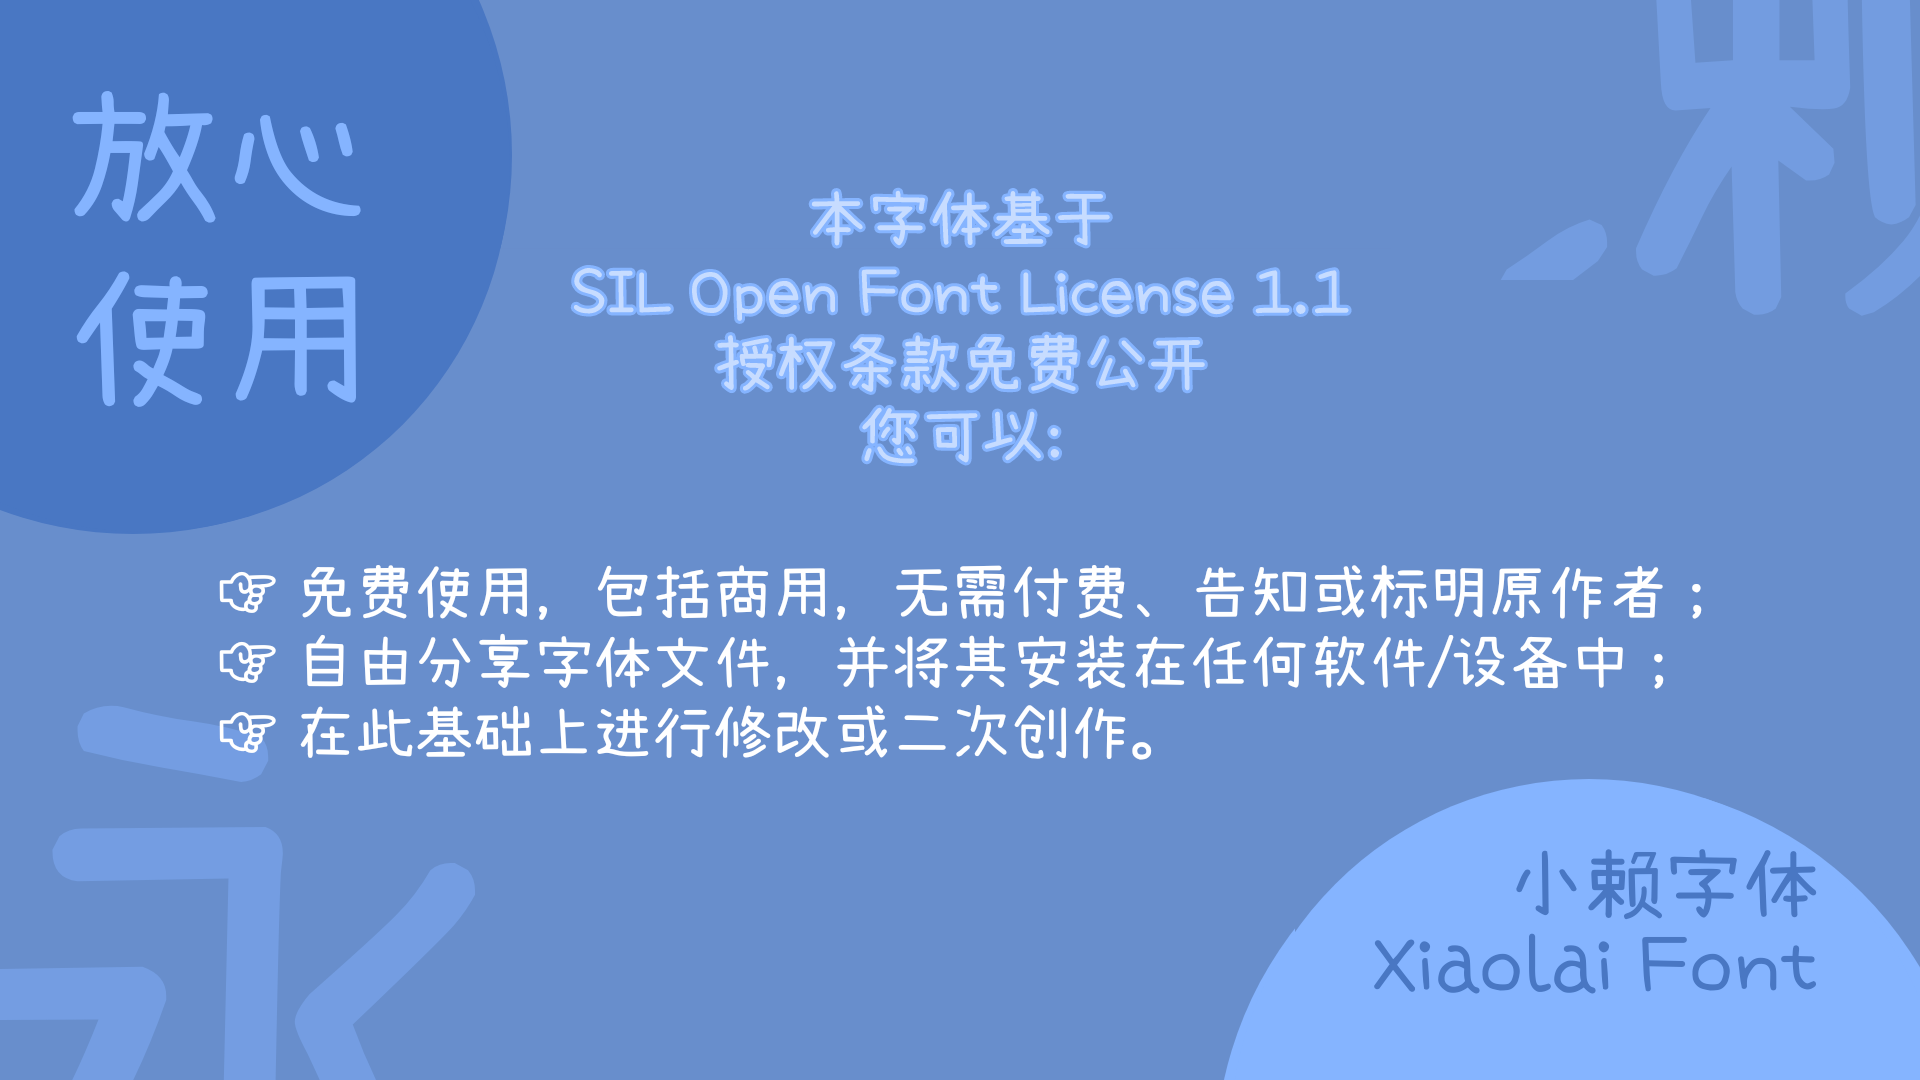 放心
使用
本字体基于
SIL Open Font License 1.1
授权条款免费公开
您可以:
☞ 免费使用，包括商用，无需付费、告知或标明原作者；
☞ 自由分享字体文件，并将其安装在任何软件/设备中；
☞ 在此基础上进行修改或二次创作。
小赖字体
Xiaolai Font
永